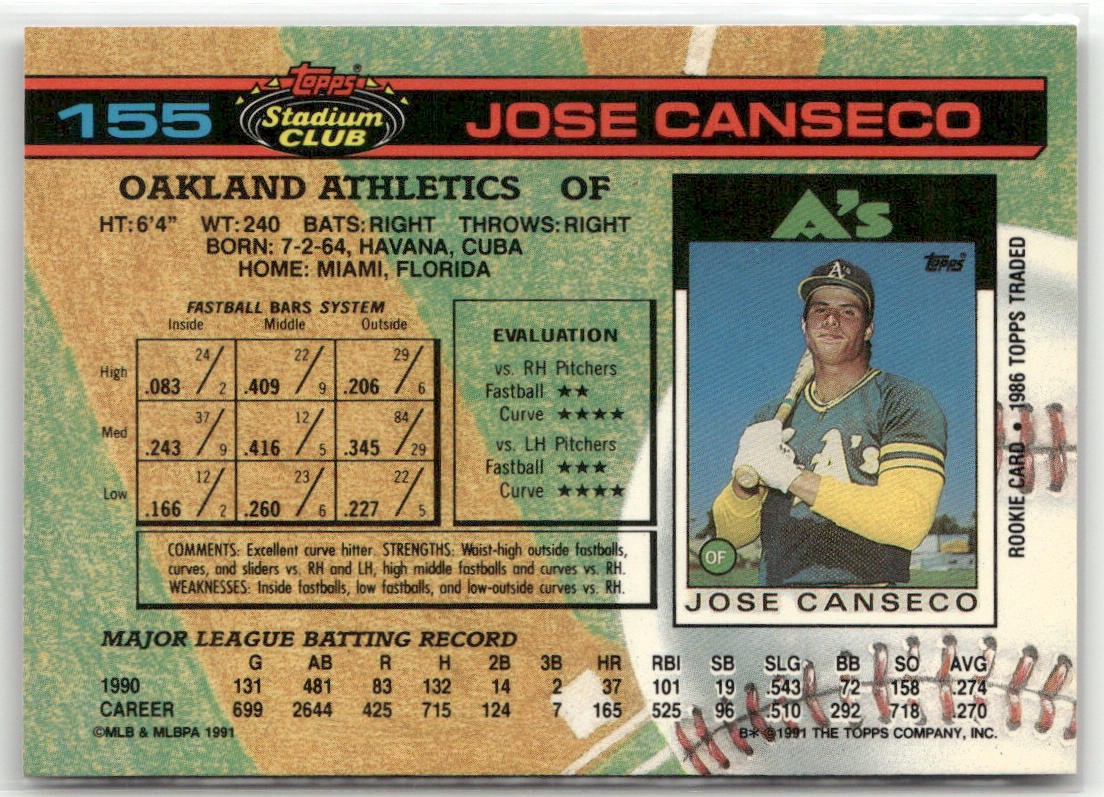 155
TOPPS®
Stadium
CLUB
JOSE CANSECO
OAKLAND ATHLETICS OF
HT: 6'4" WT: 240 BATS: RIGHT THROWS: RIGHT
BORN: 7-2-64, HAVANA, CUBA
HOME: MIAMI, FLORIDA
FASTBALL BARS SYSTEM
Inside Middle Outside
High .083 24/2 .409 22/9 .206 29/6
Med .243 37/9 .416 12/5 .345 84/29
Low .166 12/2 .260 23/6 .227 22/5
EVALUATION
vs. RH Pitchers
Fastball ★★
Curve ★★★★
vs. LH Pitchers
Fastball ★★★
Curve ★★★★
COMMENTS: Excellent curve hitter. STRENGTHS: Waist-high outside fastballs,
curves, and sliders vs. RH and LH, high middle fastballs and curves vs. RH.
WEAKNESSES: Inside fastballs, low fastballs, and low-outside curves vs. RH.
A's
TOPPS
A's
A's
OF
JOSE CANSECO
ROOKIE CARD • 1986 TOPPS TRADED
MAJOR LEAGUE BATTING RECORD
G AB R H 2B 3B HR RBI SB SLG BB SO AVG
1990 131 481 83 132 14 2 37 101 19 .543 72 158 .274
CAREER 699 2644 425 715 124 7 165 525 96 .510 292 718 .270
©MLB & MLBPA 1991
B* ©1991 THE TOPPS COMPANY, INC.